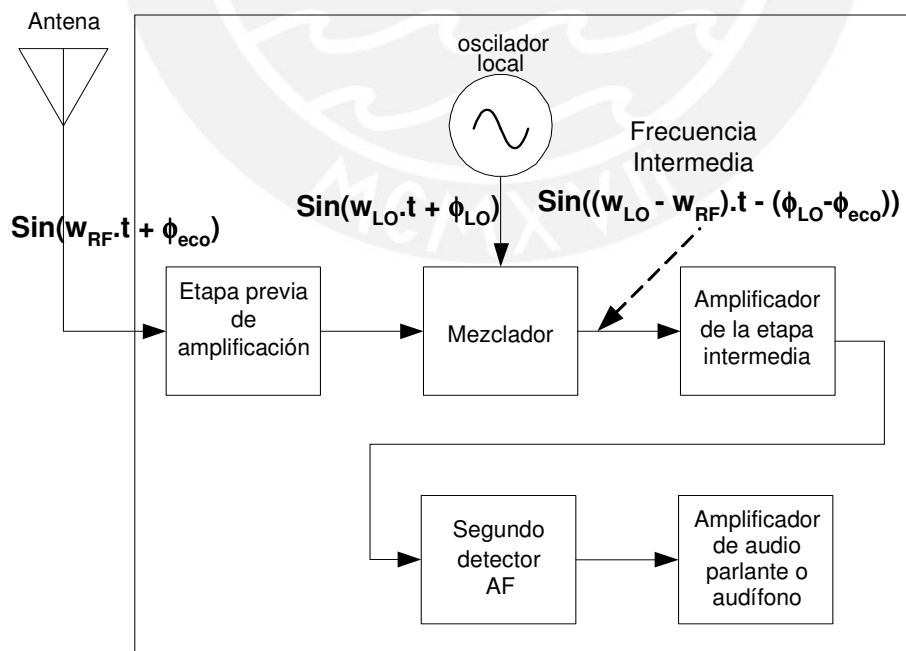 Antena
oscilador
local
Frecuencia
Intermedia
Sin(w_RF.t + ϕ_eco)
Sin(w_LO.t + ϕ_LO)
Sin((w_LO - w_RF).t - (ϕ_LO-ϕ_eco))
Etapa previa
de
amplificación
Mezclador
Amplificador
de la etapa
intermedia
Segundo
detector
AF
Amplificador
de audio
parlante o
audífono
MCMXVII